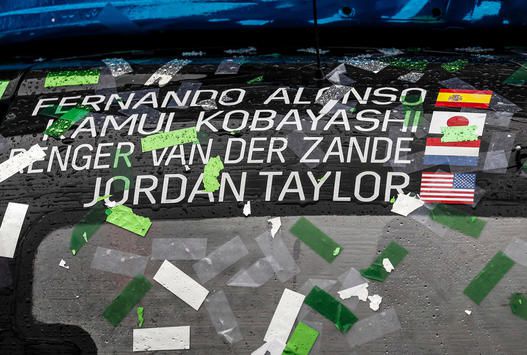 FERNANDO ALONSO
KAMUI KOBAYASHI
RENGER VAN DER ZANDE
JORDAN TAYLOR